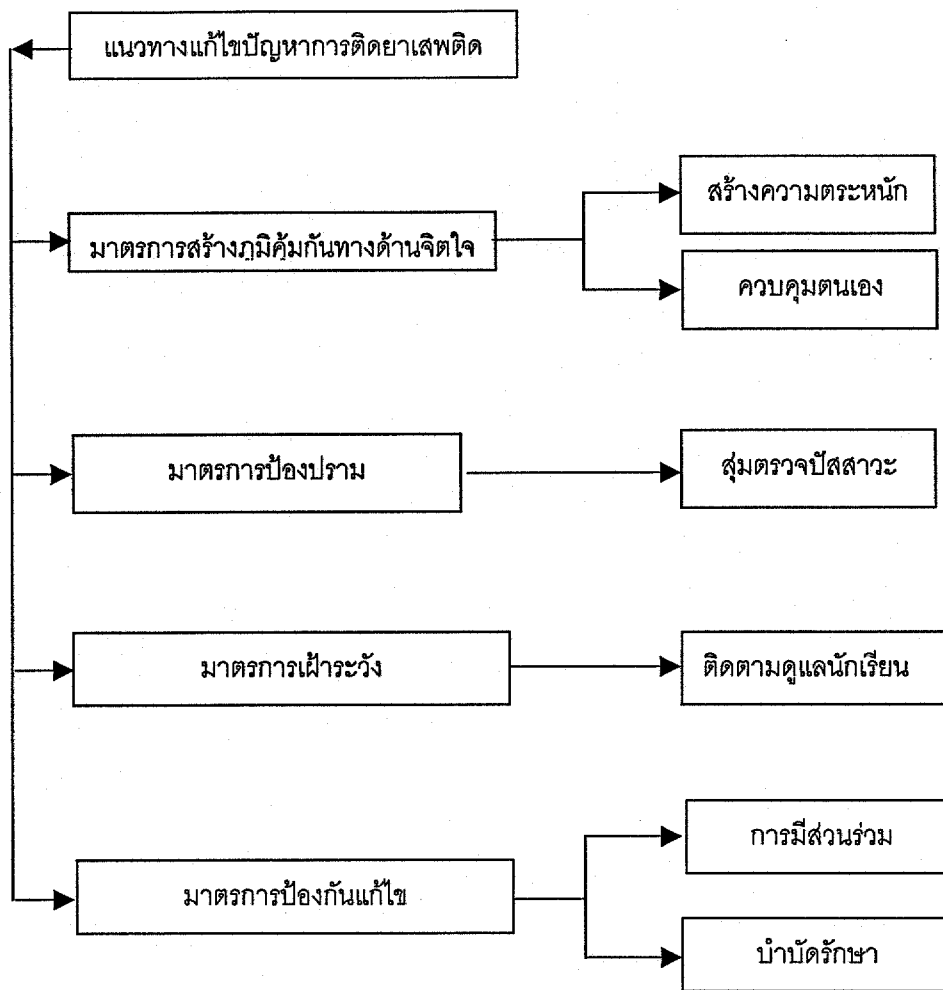 แนวทางแก้ไขปัญหาการติดยาเสพติด
มาตรการสร้างภูมิคุ้มกันทางด้านจิตใจ
สร้างความตระหนัก
ควบคุมตนเอง
มาตรการป้องปราม
สุ่มตรวจปัสสาวะ
มาตรการเฝ้าระวัง
ติดตามดูแลนักเรียน
มาตรการป้องกันแก้ไข
การมีส่วนร่วม
บำบัดรักษา